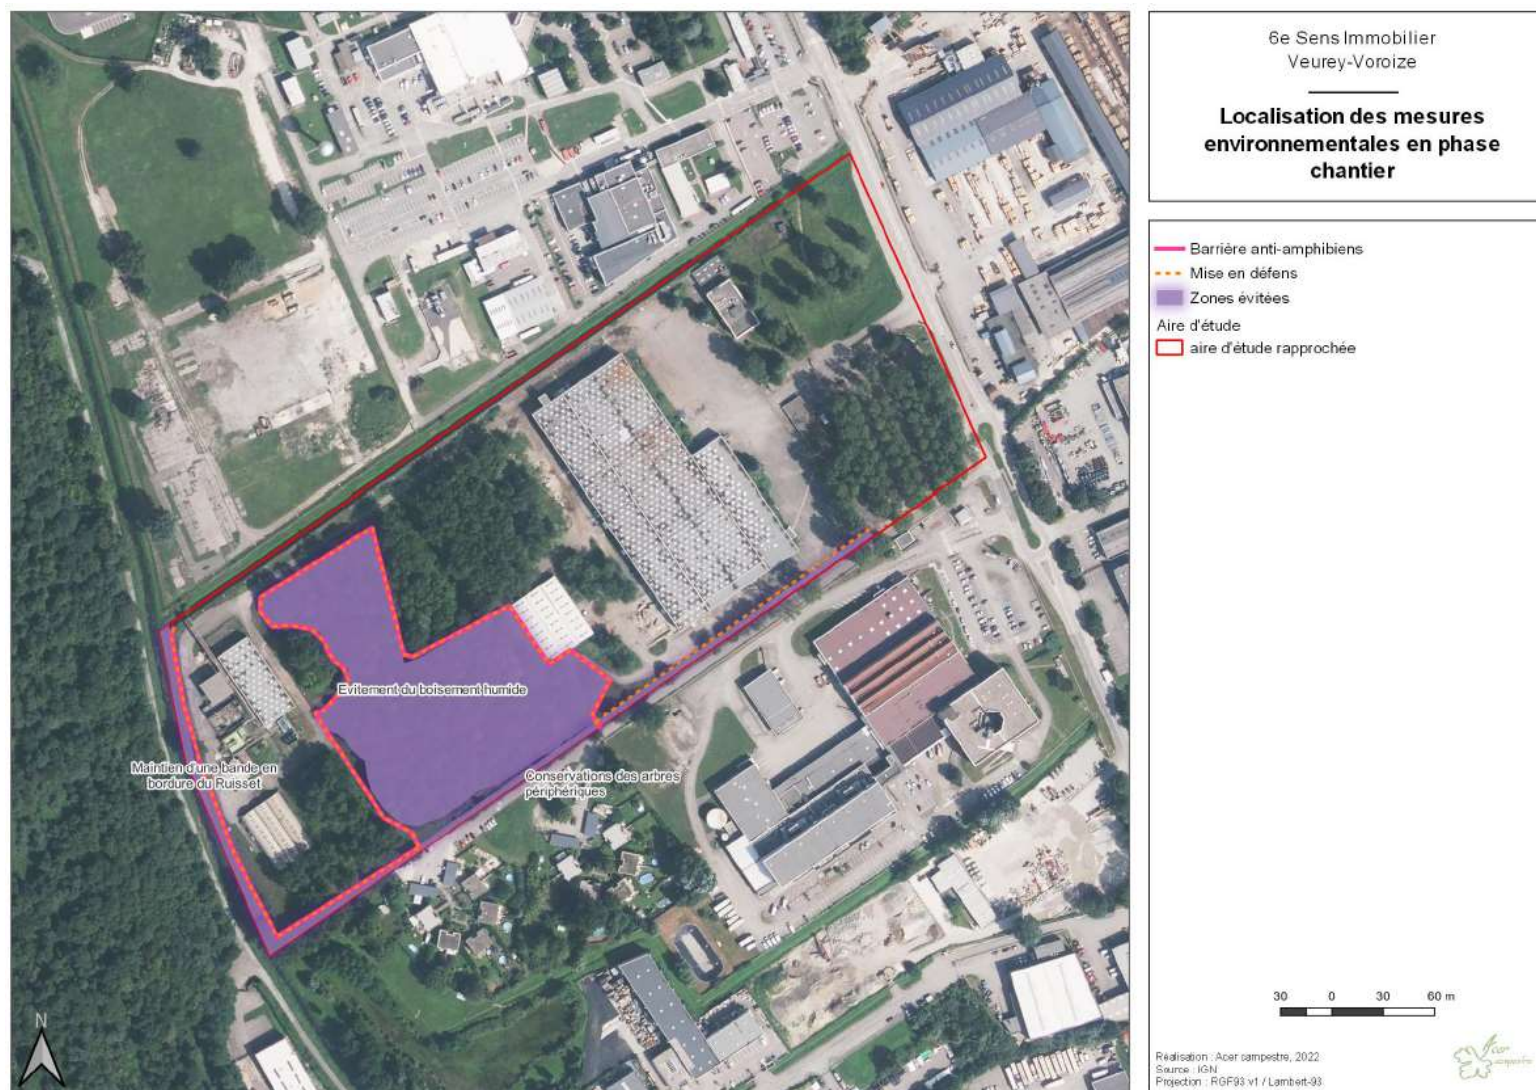 6e Sens Immobilier
Veurey-Voroize
Localisation des mesures
environnementales en phase
chantier
Barrière anti-amphibiens
Mise en défens
Zones évitées
Aire d'étude
aire d'étude rapprochée
Evitement du boisement humide
Maintien d'une bande en
bordure du Ruisset
Conservations des arbres
périphériques
N
30 0 30 60 m
Réalisation : Acer campestre, 2022
Source : IGN
Projection : RGF93 v1 / Lambert-93
acer
campestre